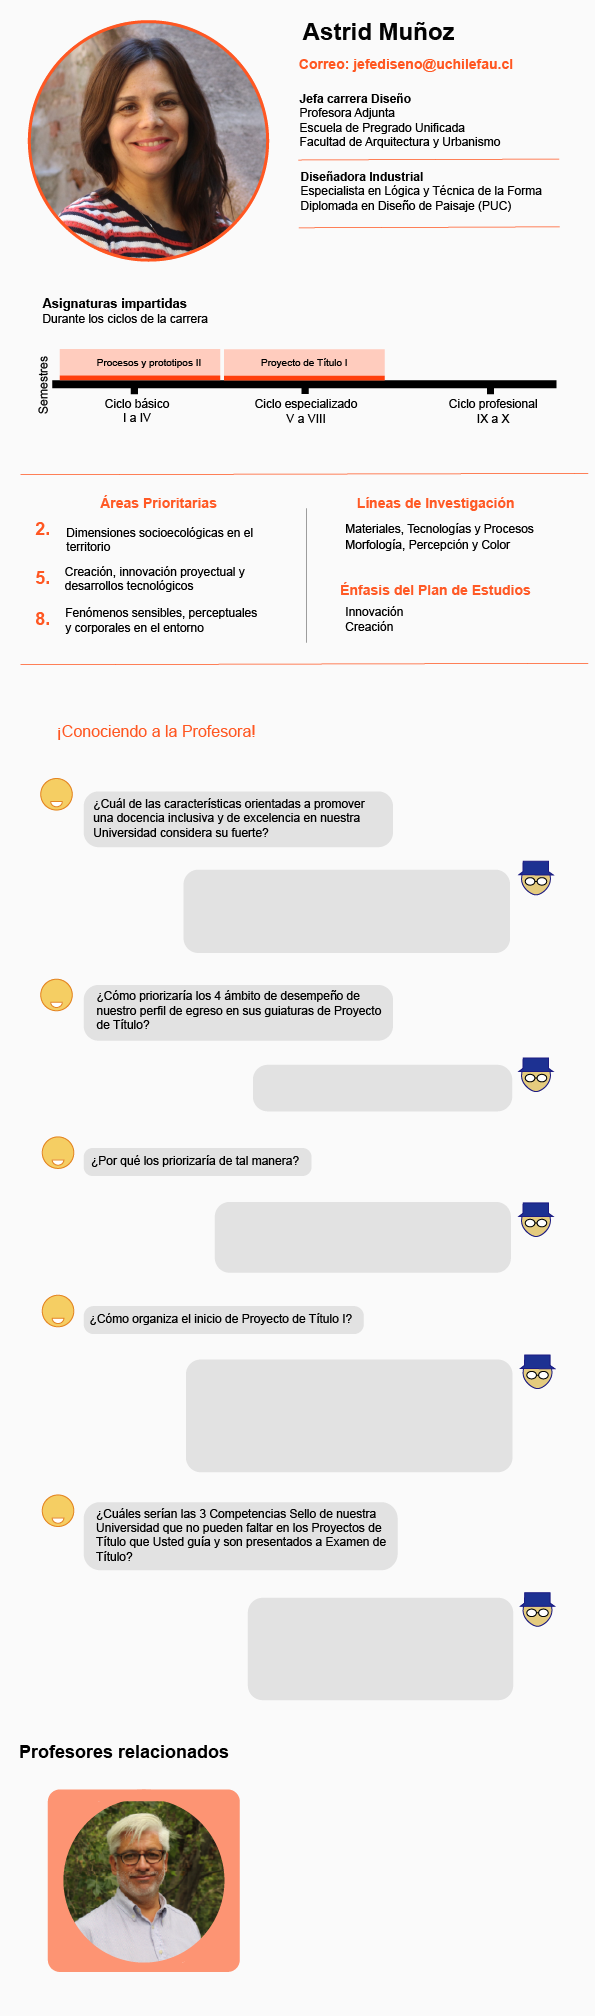 Astrid Muñoz
Correo: jefediseno@uchilefau.cl
Jefa carrera Diseño
Profesora Adjunta
Escuela de Pregrado Unificada
Facultad de Arquitectura y Urbanismo
Diseñadora Industrial
Especialista en Lógica y Técnica de la Forma
Diplomada en Diseño de Paisaje (PUC)
Asignaturas impartidas
Durante los ciclos de la carrera
Semestres
Procesos y prototipos II
Proyecto de Título I
Ciclo básico
I a IV
Ciclo especializado
V a VIII
Ciclo profesional
IX a X
Áreas Prioritarias
2. Dimensiones socioecológicas en el
territorio
5. Creación, innovación proyectual y
desarrollos tecnológicos
8. Fenómenos sensibles, perceptuales
y corporales en el entorno
Líneas de Investigación
Materiales, Tecnologías y Procesos
Morfología, Percepción y Color
Énfasis del Plan de Estudios
Innovación
Creación
¡Conociendo a la Profesora!
¿Cuál de las características orientadas a promover
una docencia inclusiva y de excelencia en nuestra
Universidad considera su fuerte?
¿Cómo priorizaría los 4 ámbito de desempeño de
nuestro perfil de egreso en sus guiaturas de Proyecto
de Título?
¿Por qué los priorizaría de tal manera?
¿Cómo organiza el inicio de Proyecto de Título I?
¿Cuáles serían las 3 Competencias Sello de nuestra
Universidad que no pueden faltar en los Proyectos de
Título que Usted guía y son presentados a Examen de
Título?
Profesores relacionados